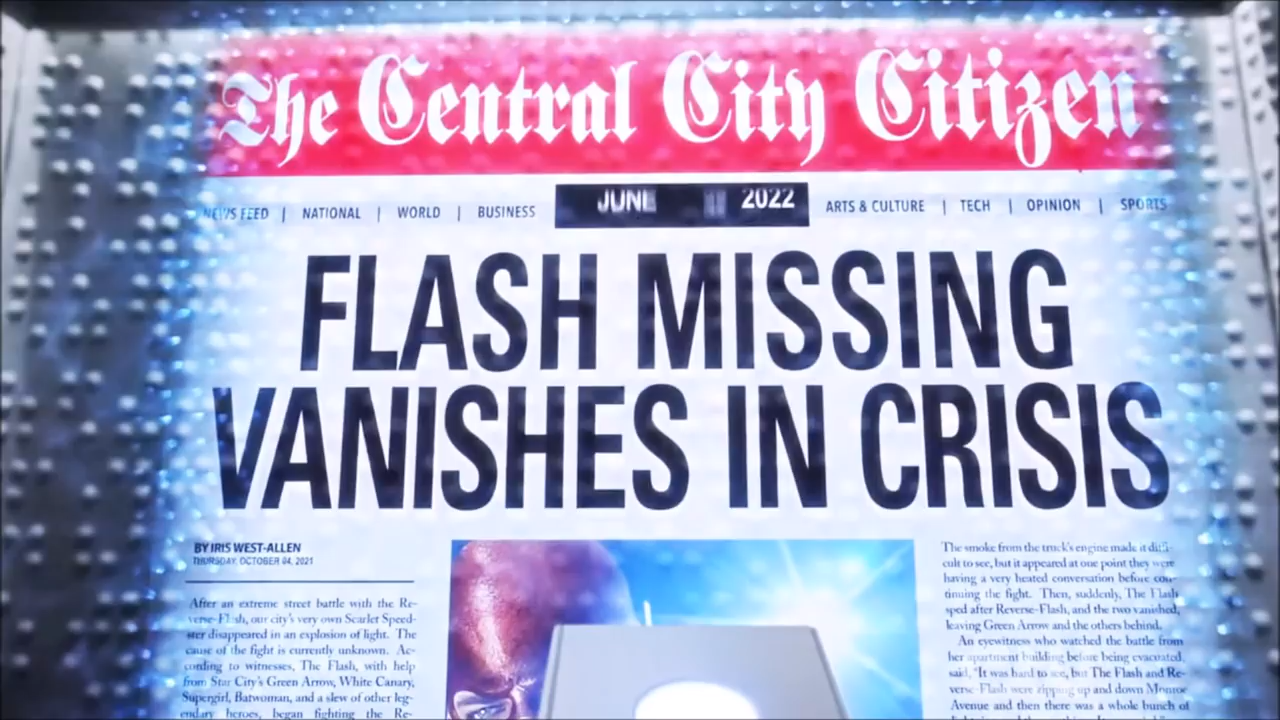 The Central City Citizen
NEWS FEED | NATIONAL | WORLD | BUSINESS
JUNE 2022
ARTS & CULTURE | TECH | OPINION | SPORTS
FLASH MISSING
VANISHES IN CRISIS
BY IRIS WEST-ALLEN
THURSDAY, OCTOBER 04, 2021
After an extreme street battle with the Re-
verse-Flash, our city's very own Scarlet Speed-
ster disappeared in an explosion of light. The
cause of the fight is currently unknown. Ac-
cording to witnesses, The Flash, with help
from Star City's Green Arrow, White Canary,
Supergirl, Batwoman, and a slew of other leg-
endary heroes, began fighting the Re-
The smoke from the truck's engine made it diffi-
cult to see, but it appeared at one point they were
having a very heated conversation before con-
tinuing the fight. Then, suddenly, The Flash
sped after Reverse-Flash, and the two vanished,
leaving Green Arrow and the others behind.
An eyewitness who watched the battle from
her apartment building before being evacuated,
said, "It was hard to see, but The Flash and Re-
verse-Flash were zipping up and down Monroe
Avenue and then there was a whole bunch of